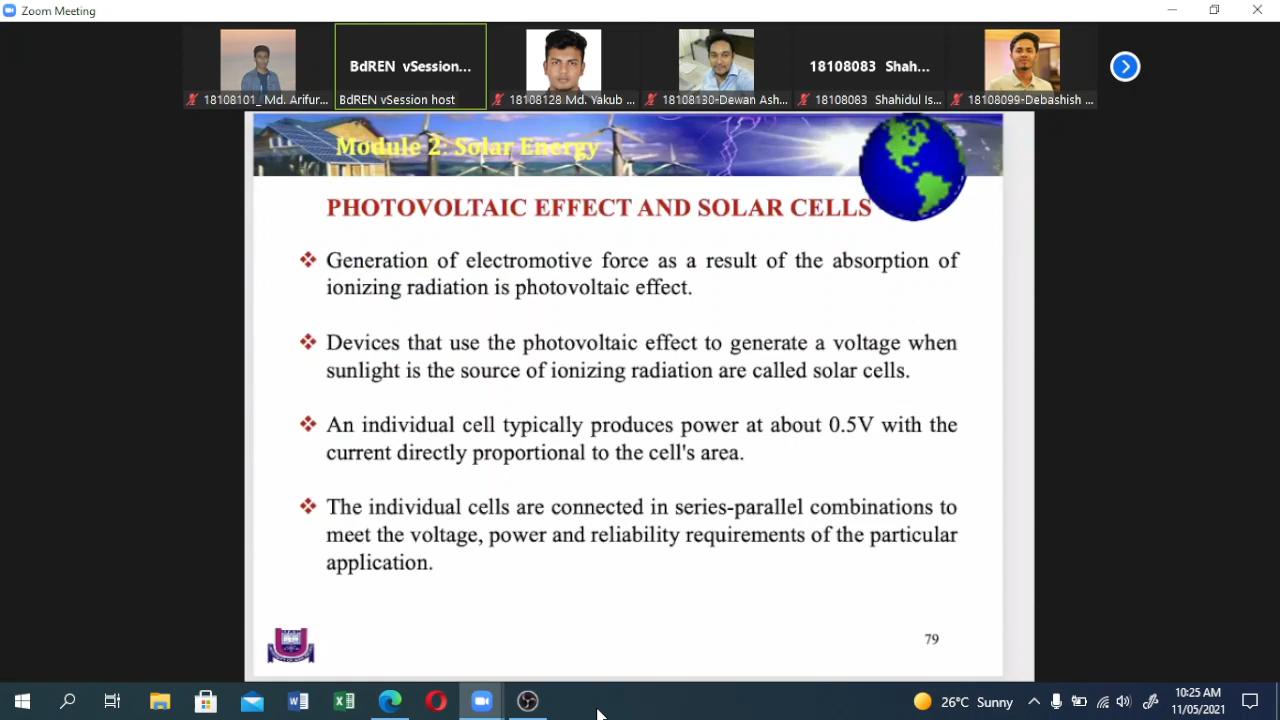 Zoom Meeting
BdREN vSession...
18108083 Shah...
18108101_ Md. Arifur...
BdREN vSession host
18108128 Md. Yakub ...
18108130-Dewan Ash...
18108083 Shahidul Is...
18108099-Debashish ...
Module 2: Solar Energy
PHOTOVOLTAIC EFFECT AND SOLAR CELLS
Generation of electromotive force as a result of the absorption of
ionizing radiation is photovoltaic effect.
Devices that use the photovoltaic effect to generate a voltage when
sunlight is the source of ionizing radiation are called solar cells.
An individual cell typically produces power at about 0.5V with the
current directly proportional to the cell's area.
The individual cells are connected in series-parallel combinations to
meet the voltage, power and reliability requirements of the particular
application.
79
26°C Sunny
10:25 AM
11/05/2021